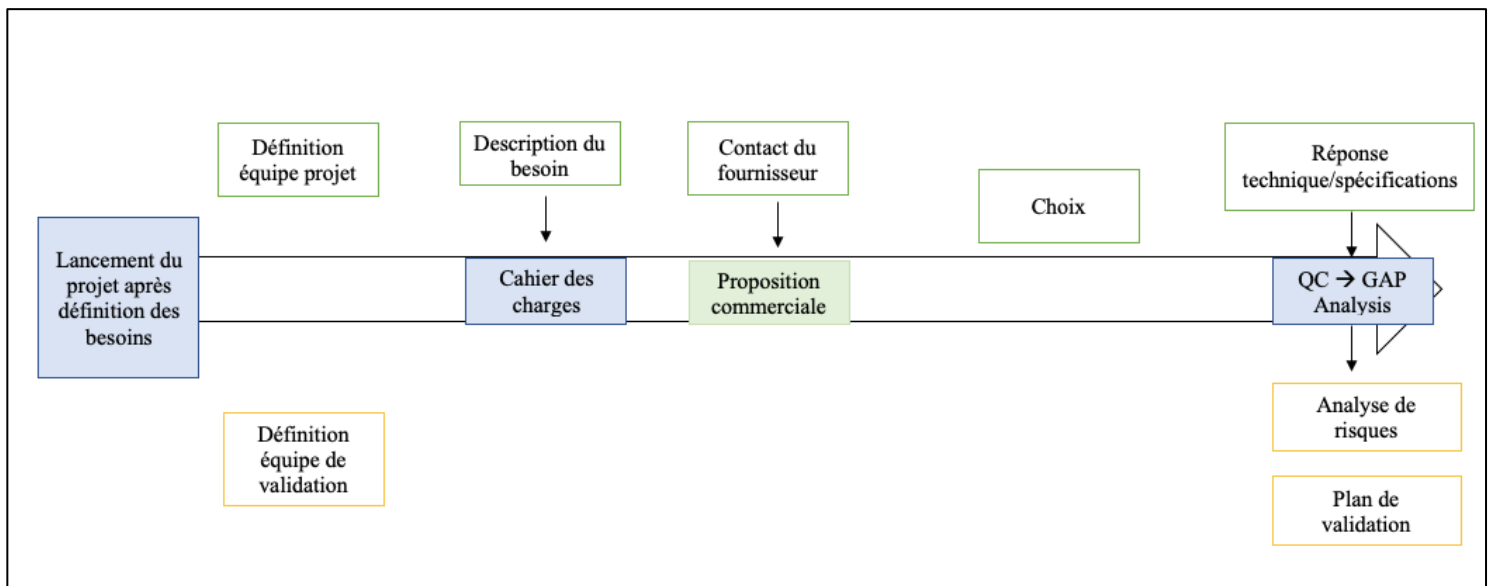 Définition
équipe projet
Description du
besoin
Contact du
fournisseur
Choix
Réponse
technique/spécifications
Lancement du
projet après
définition des
besoins
Cahier des
charges
Proposition
commerciale
QC → GAP
Analysis
Définition
équipe de
validation
Analyse de
risques
Plan de
validation